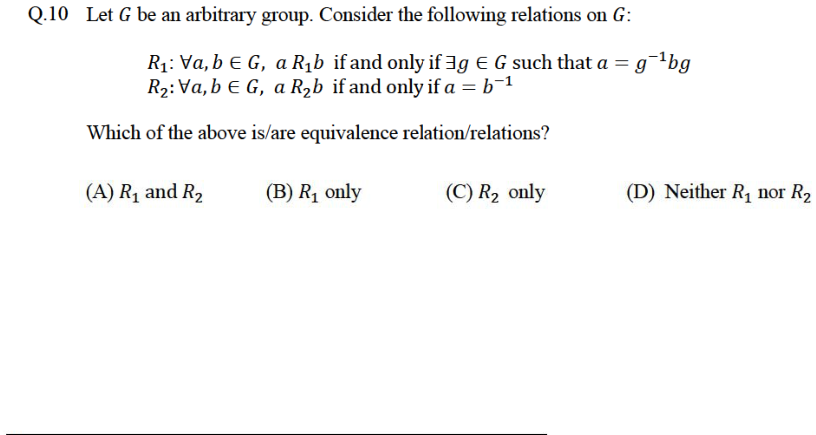 Q.10 Let G be an arbitrary group. Consider the following relations on G:
R₁: ∀a, b ∈ G, a R₁b if and only if ∃g ∈ G such that a = g⁻¹bg
R₂: ∀a, b ∈ G, a R₂b if and only if a = b⁻¹
Which of the above is/are equivalence relation/relations?
(A) R₁ and R₂ (B) R₁ only (C) R₂ only (D) Neither R₁ nor R₂